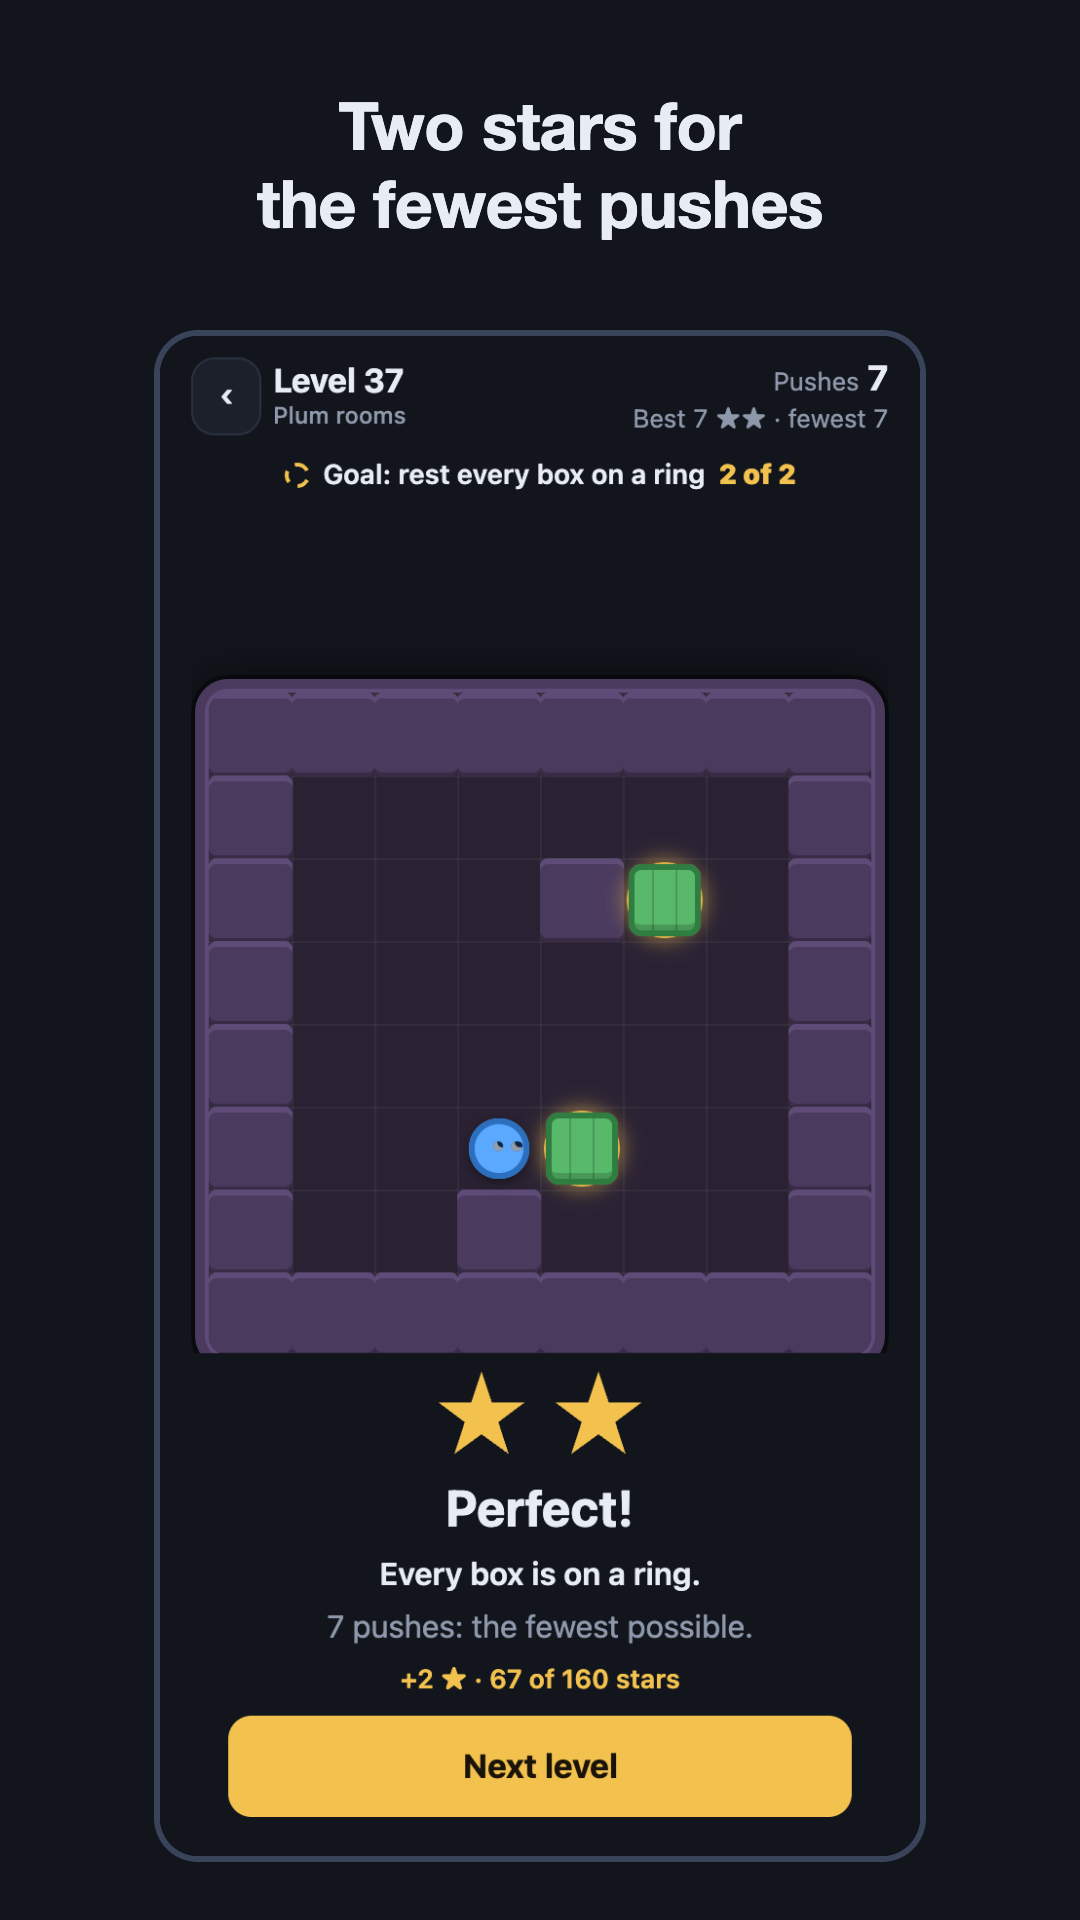 Two stars for
the fewest pushes
‹ Level 37
Plum rooms
Pushes 7
Best 7 ★★ · fewest 7
Goal: rest every box on a ring 2 of 2
Perfect!
Every box is on a ring.
7 pushes: the fewest possible.
+2 ★ · 67 of 160 stars
Next level